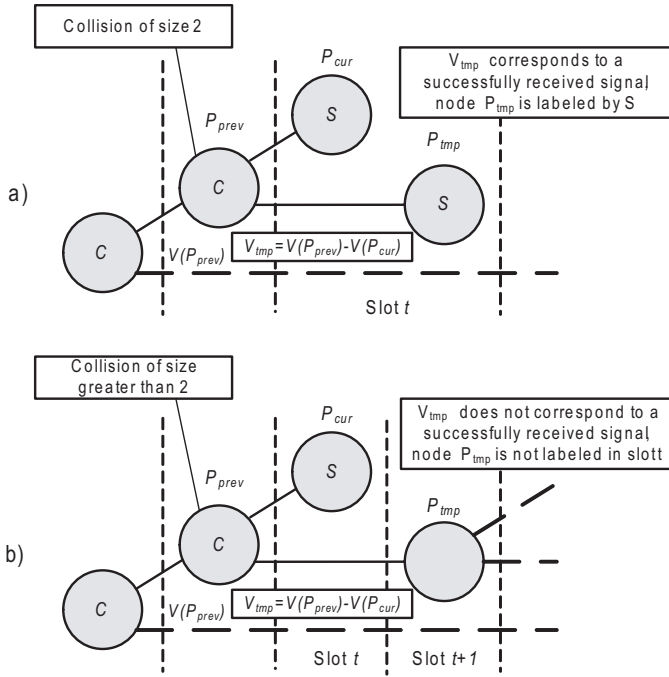 Collision of size 2
P_cur
V_tmp corresponds to a
successfully received signal,
node P_tmp is labeled by S
S
P_prev
P_tmp
a)
C
S
C
V(P_prev)
V_tmp=V(P_prev)-V(P_cur)
Slot t
Collision of size
greater than 2
P_cur
V_tmp does not correspond to a
successfully received signal,
node P_tmp is not labeled in slott
S
P_prev
P_tmp
b)
C
C
V(P_prev)
V_tmp=V(P_prev)-V(P_cur)
Slot t
Slot t+1